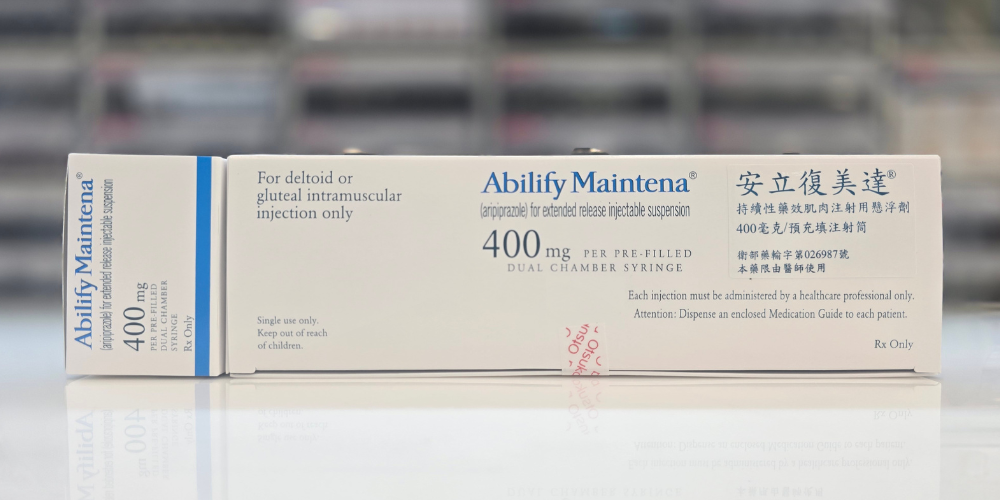 Abilify Maintena®
(aripiprazole) for extended release injectable suspension
400 mg
PER PRE-FILLED
DUAL CHAMBER
SYRINGE
Rx Only
For deltoid or
gluteal intramuscular
injection only
Single use only.
Keep out of reach
of children.
Abilify Maintena®
(aripiprazole) for extended release injectable suspension
400 mg PER PRE-FILLED
DUAL CHAMBER SYRINGE
安立復美達®
持續性藥效肌肉注射用懸浮劑
400毫克/預充填注射筒
衛部藥輸字第026987號
本藥限由醫師使用
Each injection must be administered by a healthcare professional only.
Attention: Dispense an enclosed Medication Guide to each patient.
Rx Only